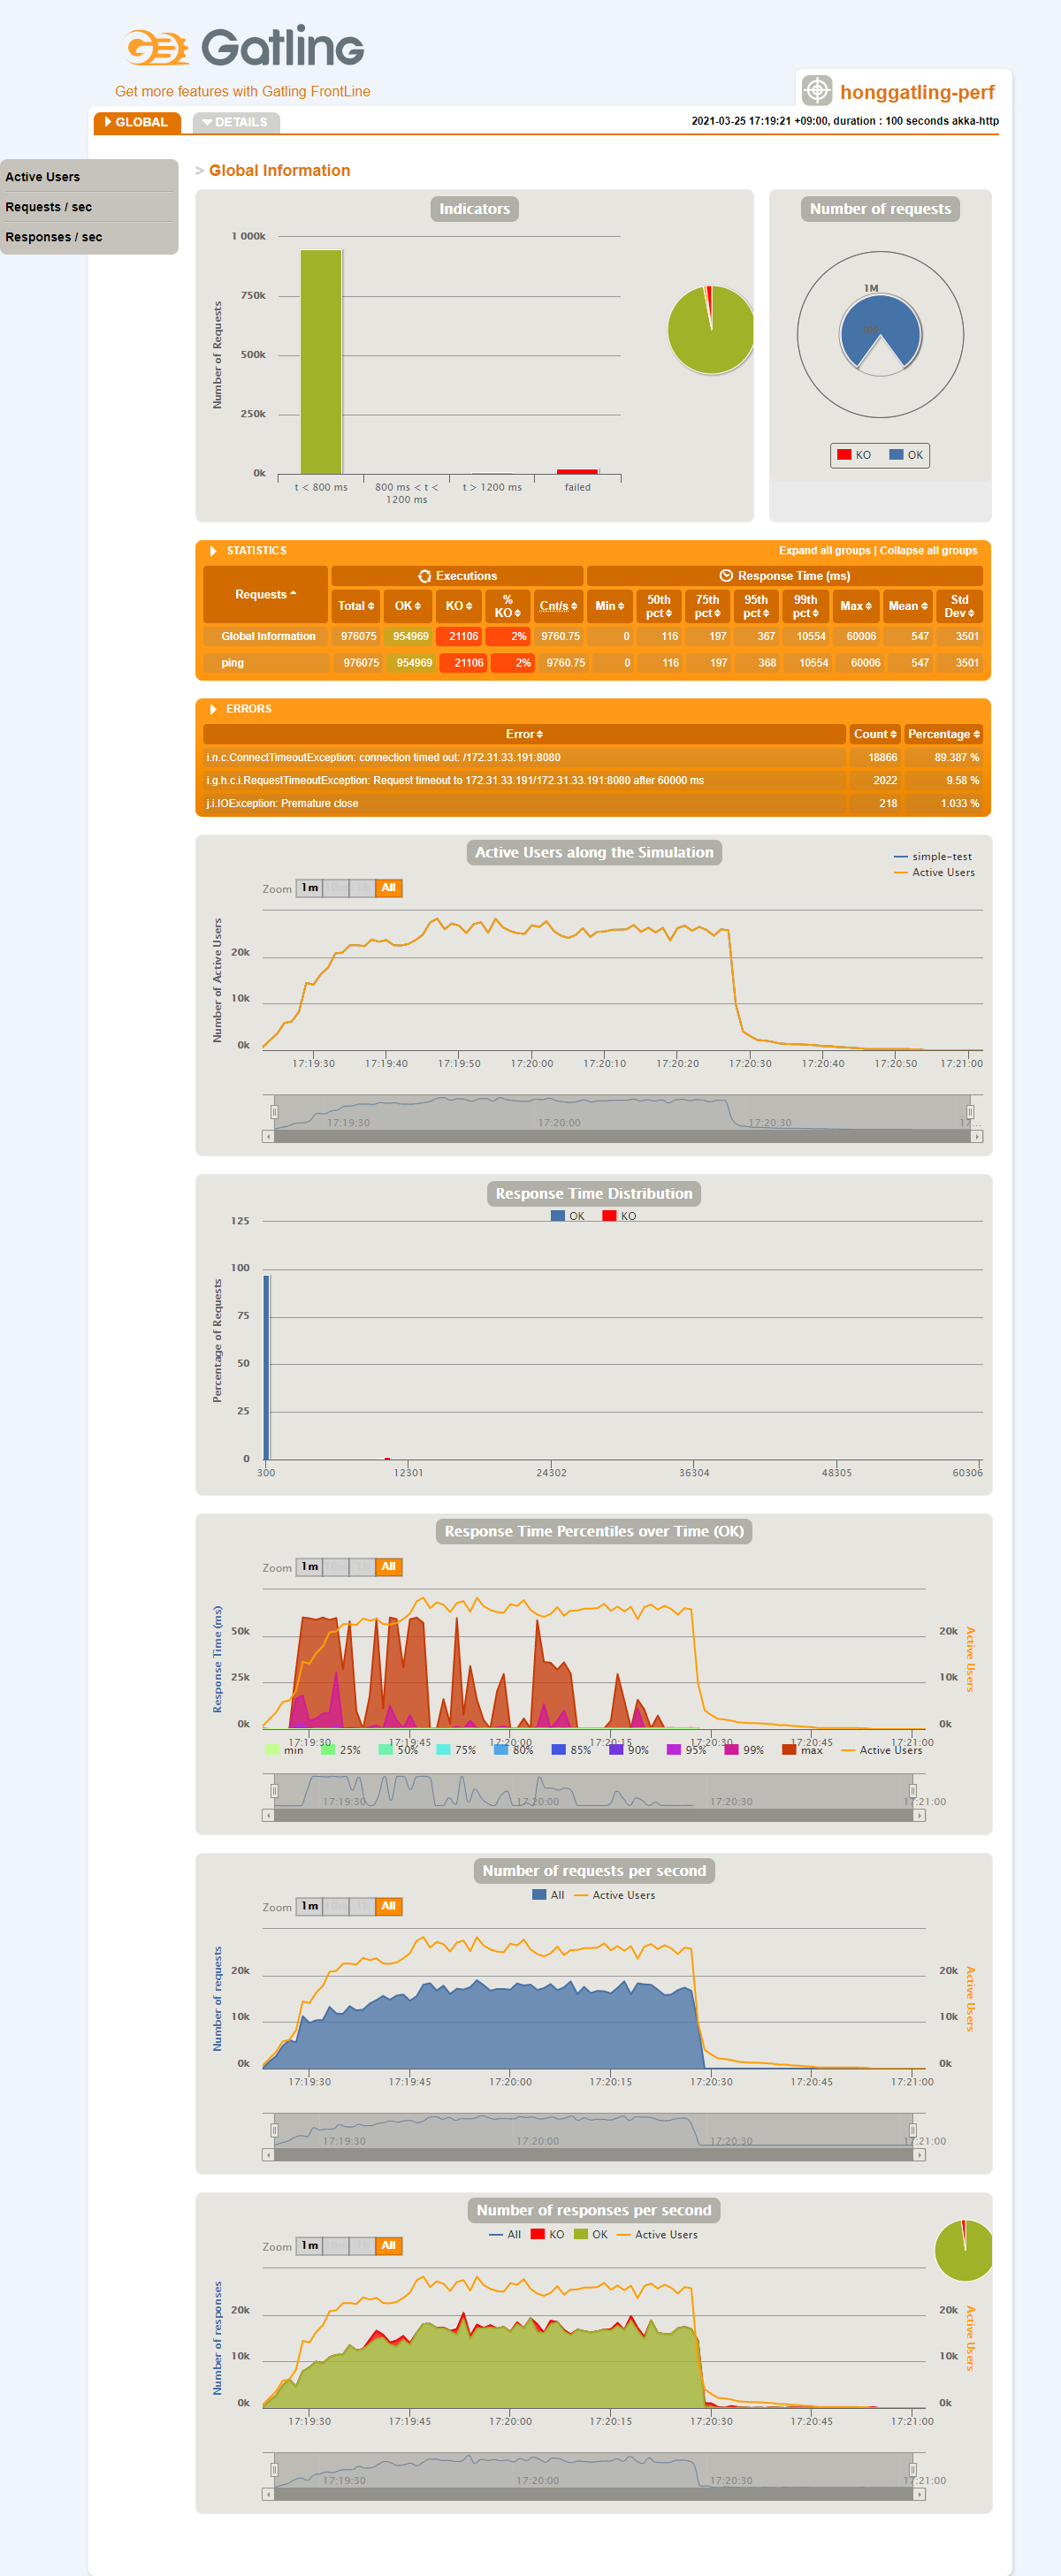 Gatling
Get more features with Gatling FrontLine
honggatling-perf
GLOBAL
DETAILS
2021-03-25 17:19:21 +09:00, duration : 100 seconds akka-http
Active Users
Requests / sec
Responses / sec
> Global Information
Indicators
Number of Requests
1 000k
750k
500k
250k
0k
t < 800 ms
800 ms < t < 1200 ms
t > 1200 ms
failed
Number of requests
1M
KO OK
STATISTICS
Expand all groups | Collapse all groups
Requests
Executions
Response Time (ms)
Total OK KO % KO Cnt/s Min 50th pct 75th pct 95th pct 99th pct Max Mean Std Dev
Global Information 976075 954969 21106 2% 9760.75 0 116 197 367 10554 60006 547 3501
ping 976075 954969 21106 2% 9760.75 0 116 197 368 10554 60006 547 3501
ERRORS
Error Count Percentage
i.n.c.ConnectTimeoutException: connection timed out: /172.31.33.191:8080 18866 89.387 %
i.g.h.c.i.RequestTimeoutException: Request timeout to 172.31.33.191/172.31.33.191:8080 after 60000 ms 2022 9.58 %
j.i.IOException: Premature close 218 1.033 %
Active Users along the Simulation
simple-test
Active Users
Zoom 1m All
Number of Active Users
20k
10k
0k
17:19:30 17:19:40 17:19:50 17:20:00 17:20:10 17:20:20 17:20:30 17:20:40 17:20:50 17:21:00
17:19:30 17:20:00 17:20:30 17...
Response Time Distribution
OK KO
Percentage of Requests
125
100
75
50
25
0
300 12301 24302 36304 48305 60306
Response Time Percentiles over Time (OK)
Zoom 1m All
Response Time (ms)
50k
25k
0k
20k
10k
0k
Active Users
17:19:30 17:19:45 17:20:00 17:20:15 17:20:30 17:20:45 17:21:00
min 25% 50% 75% 80% 85% 90% 95% 99% max Active Users
17:19:30 17:20:00 17:20:30 17:21:00
Number of requests per second
All Active Users
Zoom 1m All
Number of requests
20k
10k
0k
20k
10k
0k
Active Users
17:19:30 17:19:45 17:20:00 17:20:15 17:20:30 17:20:45 17:21:00
17:19:30 17:20:00 17:20:30 17:21:00
Number of responses per second
All KO OK Active Users
Zoom 1m All
Number of responses
20k
10k
0k
20k
10k
0k
Active Users
17:19:30 17:19:45 17:20:00 17:20:15 17:20:30 17:20:45 17:21:00
17:19:30 17:20:00 17:20:30 17:21:00